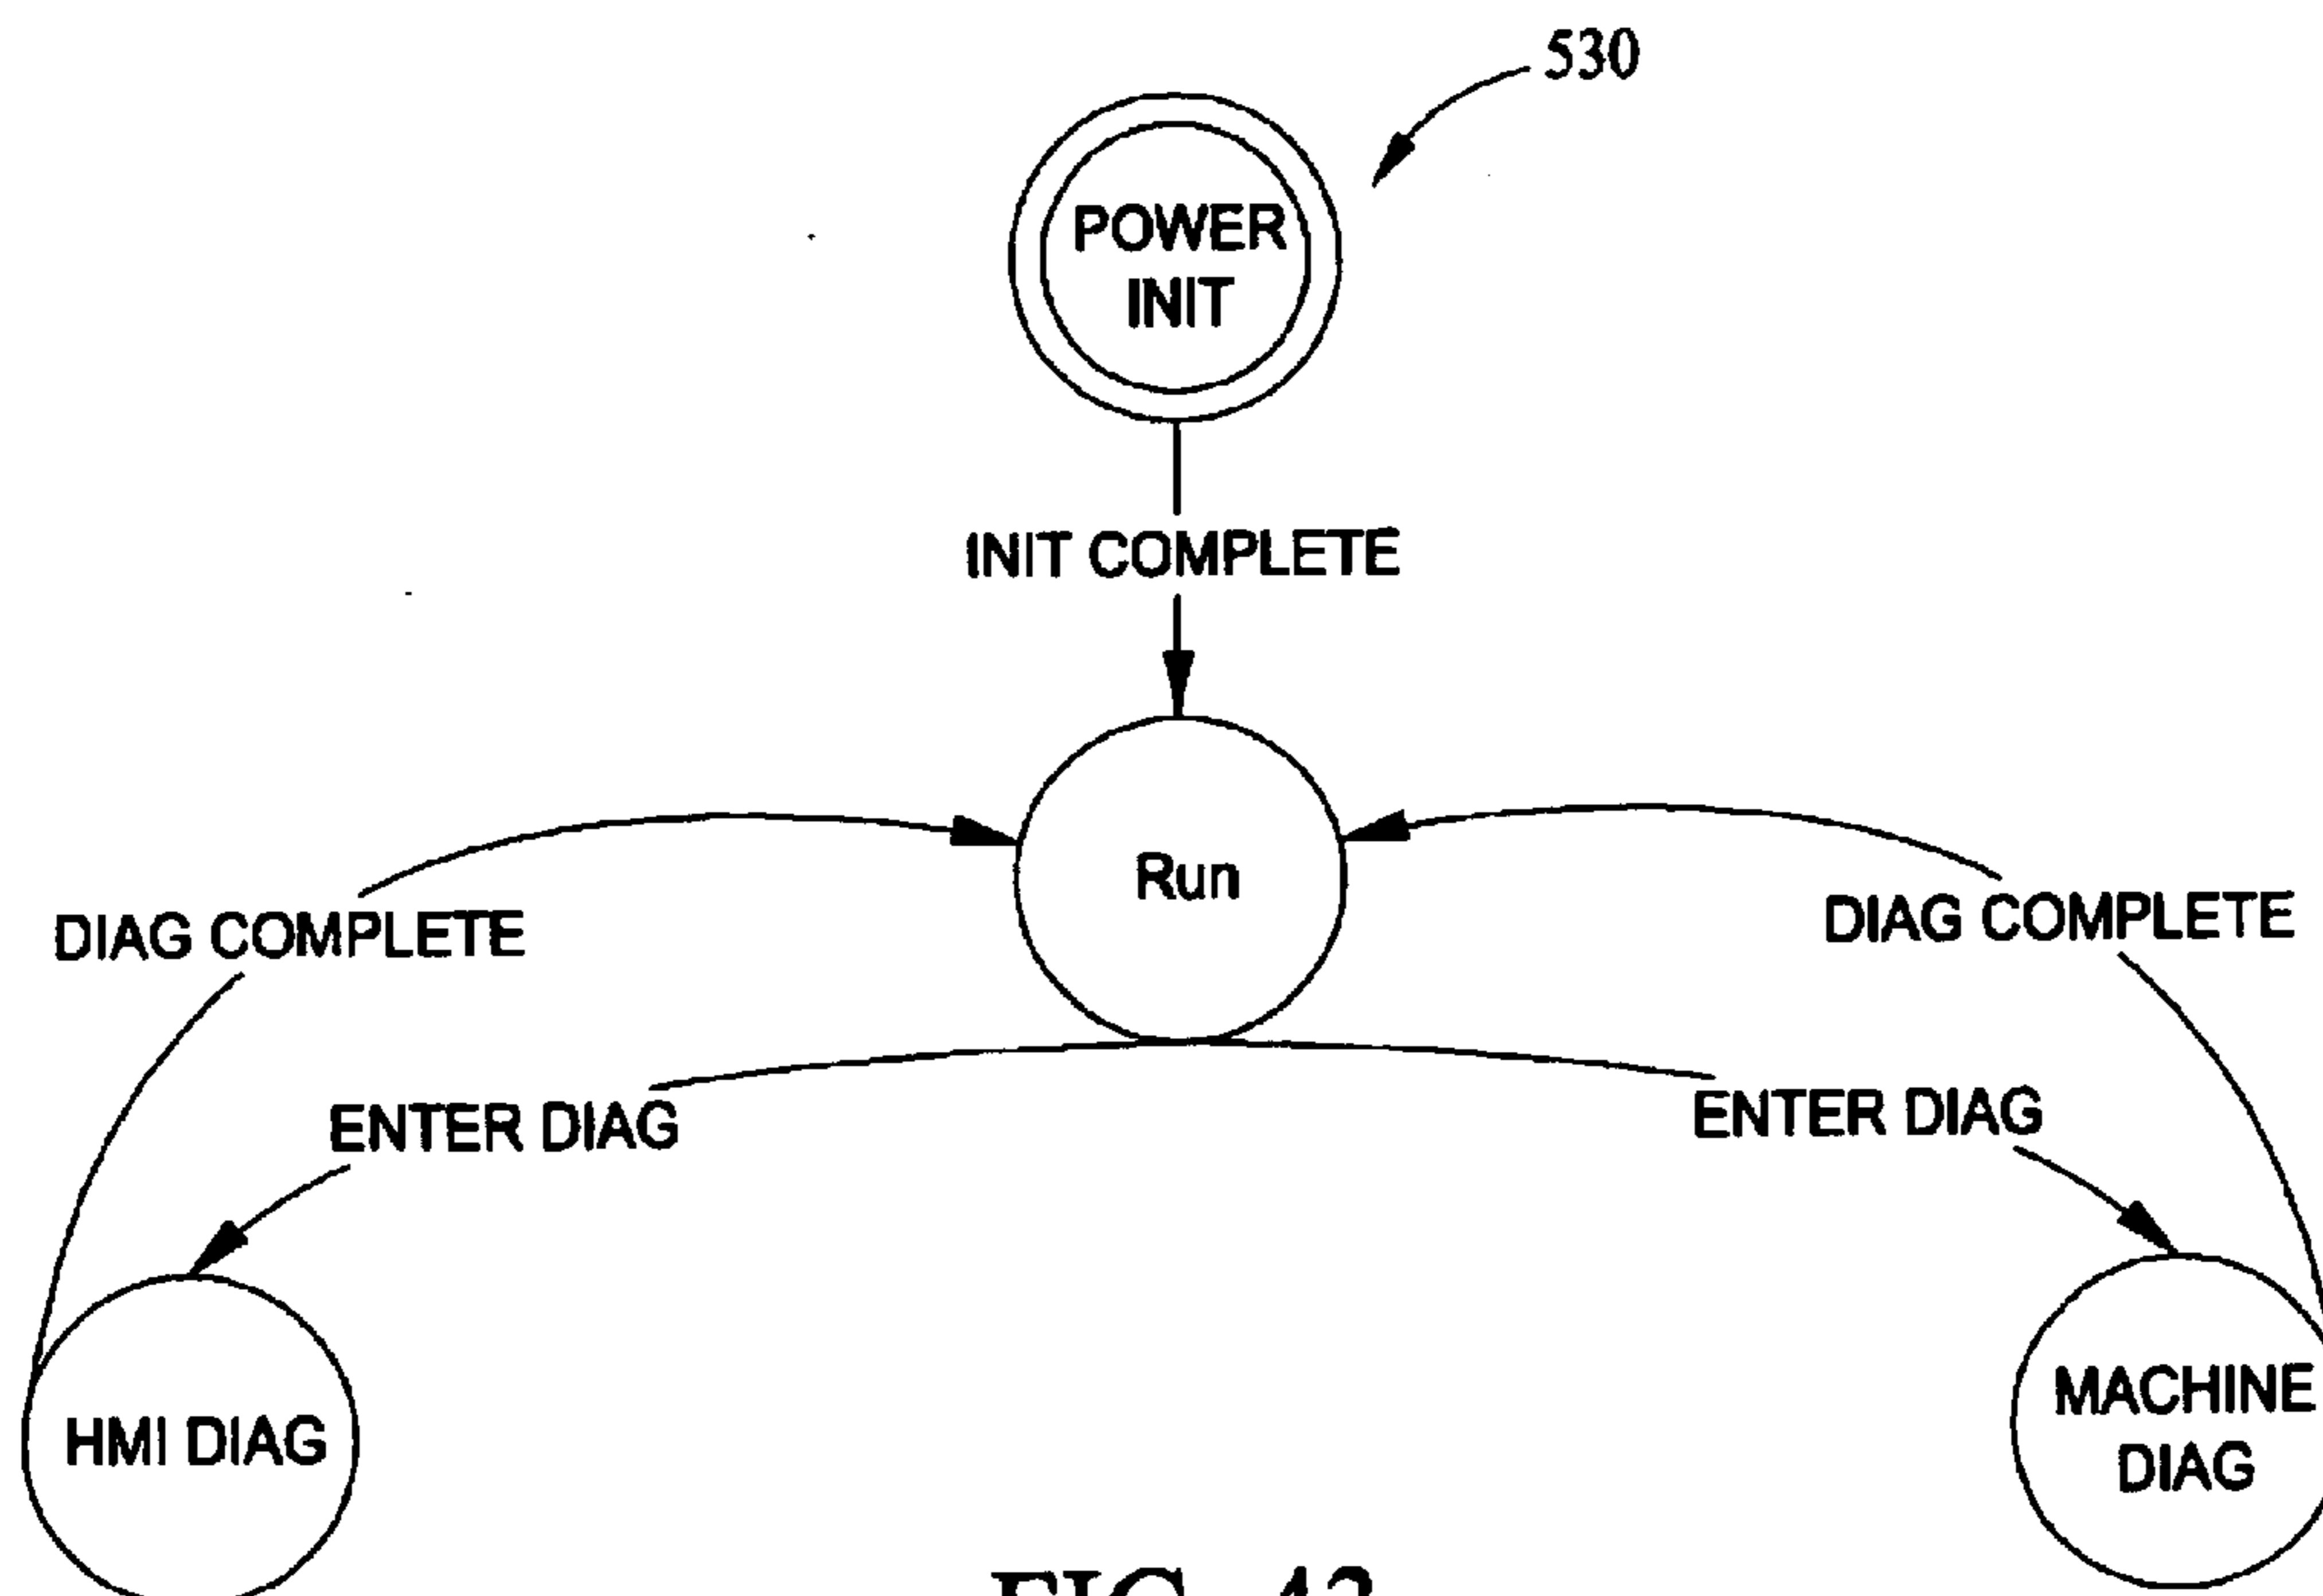 530
POWER
INIT
INIT COMPLETE
Run
DIAG COMPLETE
DIAG COMPLETE
ENTER DIAG
ENTER DIAG
HMI DIAG
MACHINE
DIAG